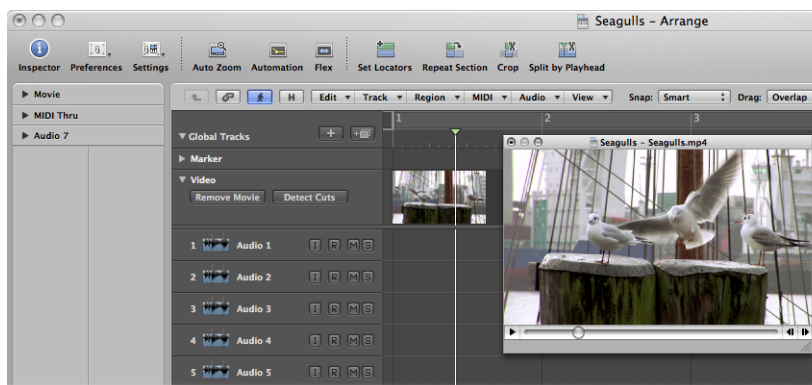 Seagulls – Arrange
Inspector Preferences Settings Auto Zoom Automation Flex Set Locators Repeat Section Crop Split by Playhead
Movie
MIDI Thru
Audio 7
H Edit Track Region MIDI Audio View Snap: Smart Drag: Overlap
1 2 3
Global Tracks
Marker
Video
Remove Movie Detect Cuts
Seagulls – Seagulls.mp4
1 Audio 1 I R M S
2 Audio 2 I R M S
3 Audio 3 I R M S
4 Audio 4 I R M S
5 Audio 5 I R M S